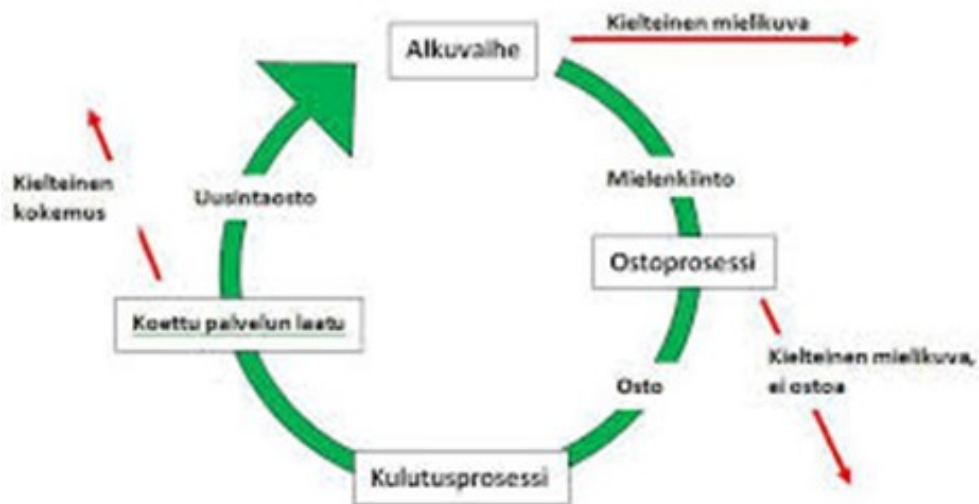 Kielteinen mielikuva
Alkuvaihe
Mielenkiinto
Ostoprosessi
Kielteinen mielikuva,
ei ostoa
Osto
Kulutusprosessi
Koettu palvelun laatu
Kielteinen
kokemus
Uusintaosto